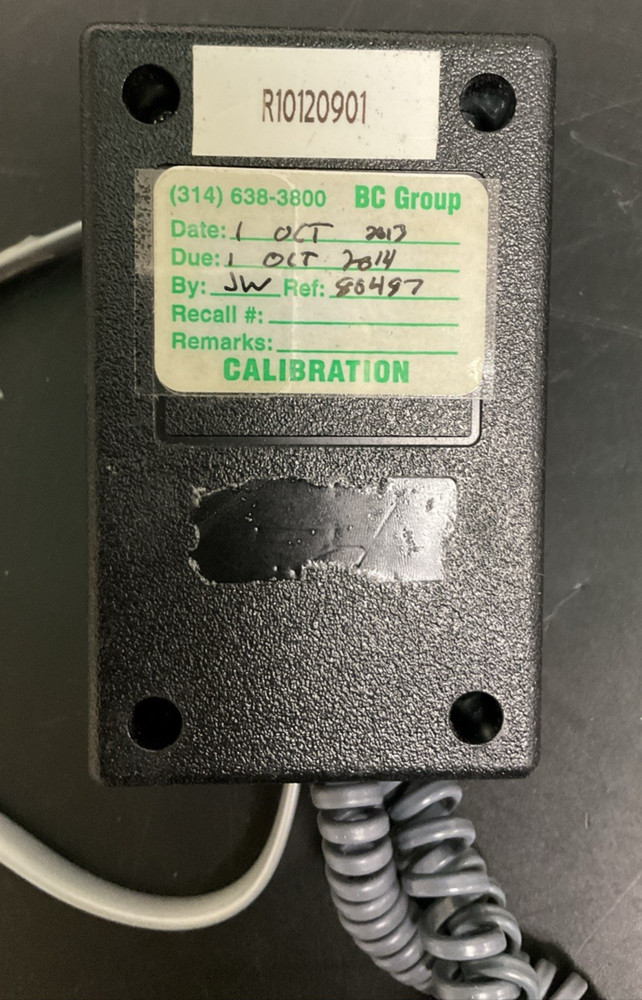 R10120901
(314) 638-3800 BC Group
Date: 1 OCT 2013
Due: 1 OCT 2014
By: JW Ref: 80497
Recall #:
Remarks:
CALIBRATION